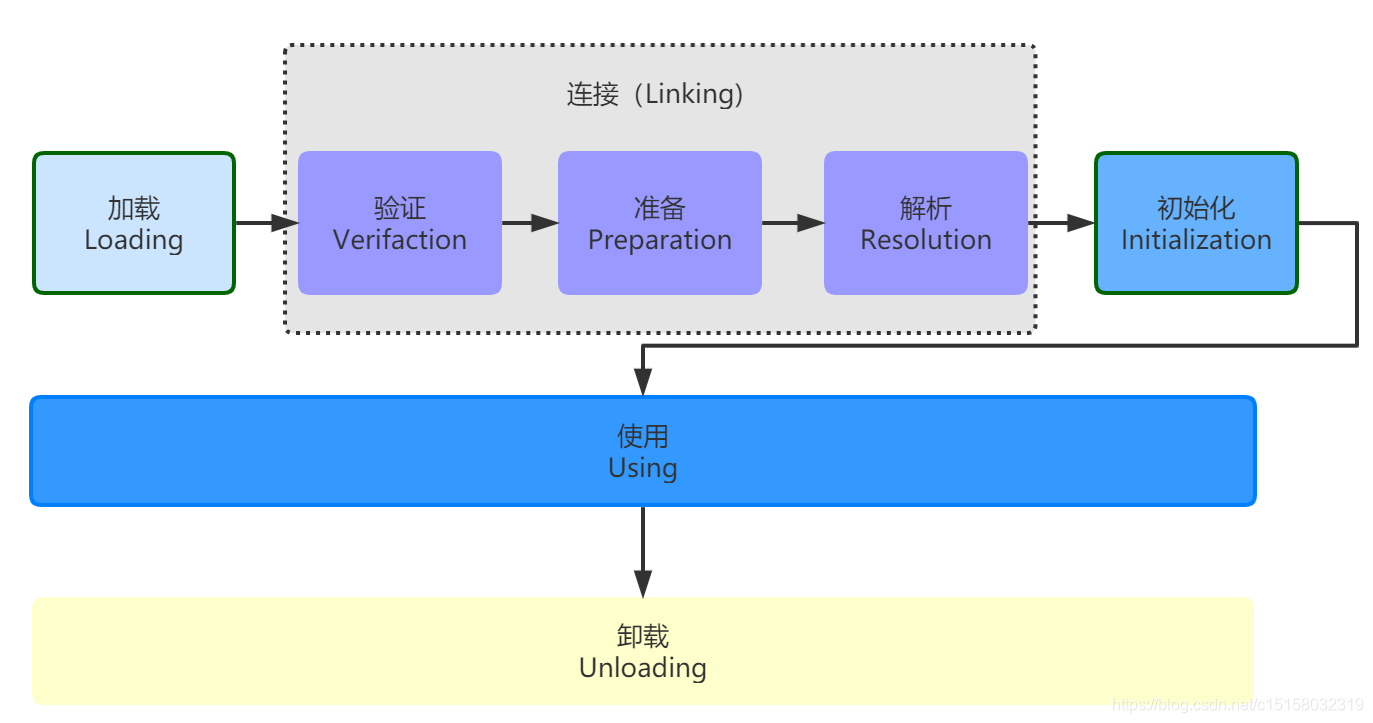 连接（Linking)
加载
Loading
验证
Verifaction
准备
Preparation
解析
Resolution
初始化
Initialization
使用
Using
卸载
Unloading
https://blog.csdn.net/c15158032319